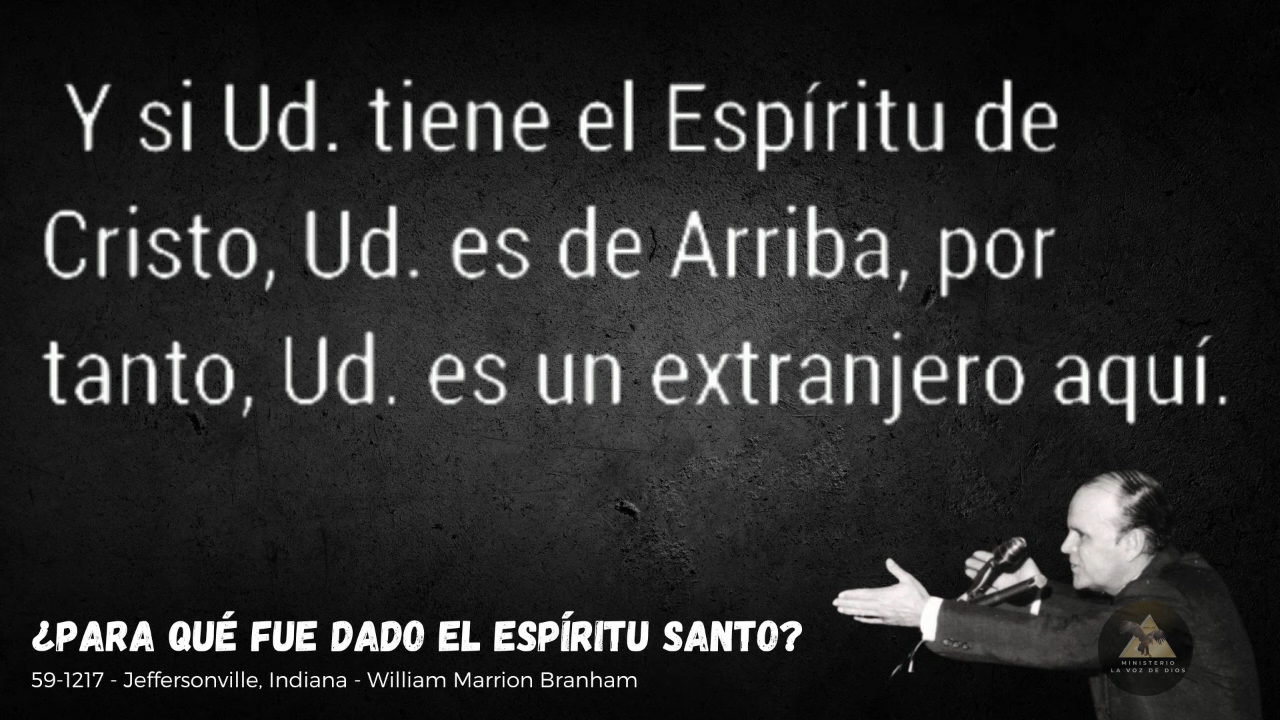 Y si Ud. tiene el Espíritu de
Cristo, Ud. es de Arriba, por
tanto, Ud. es un extranjero aquí.
¿PARA QUÉ FUE DADO EL ESPÍRITU SANTO?
59-1217 - Jeffersonville, Indiana - William Marrion Branham
MINISTERIO
LA VOZ DE DIOS